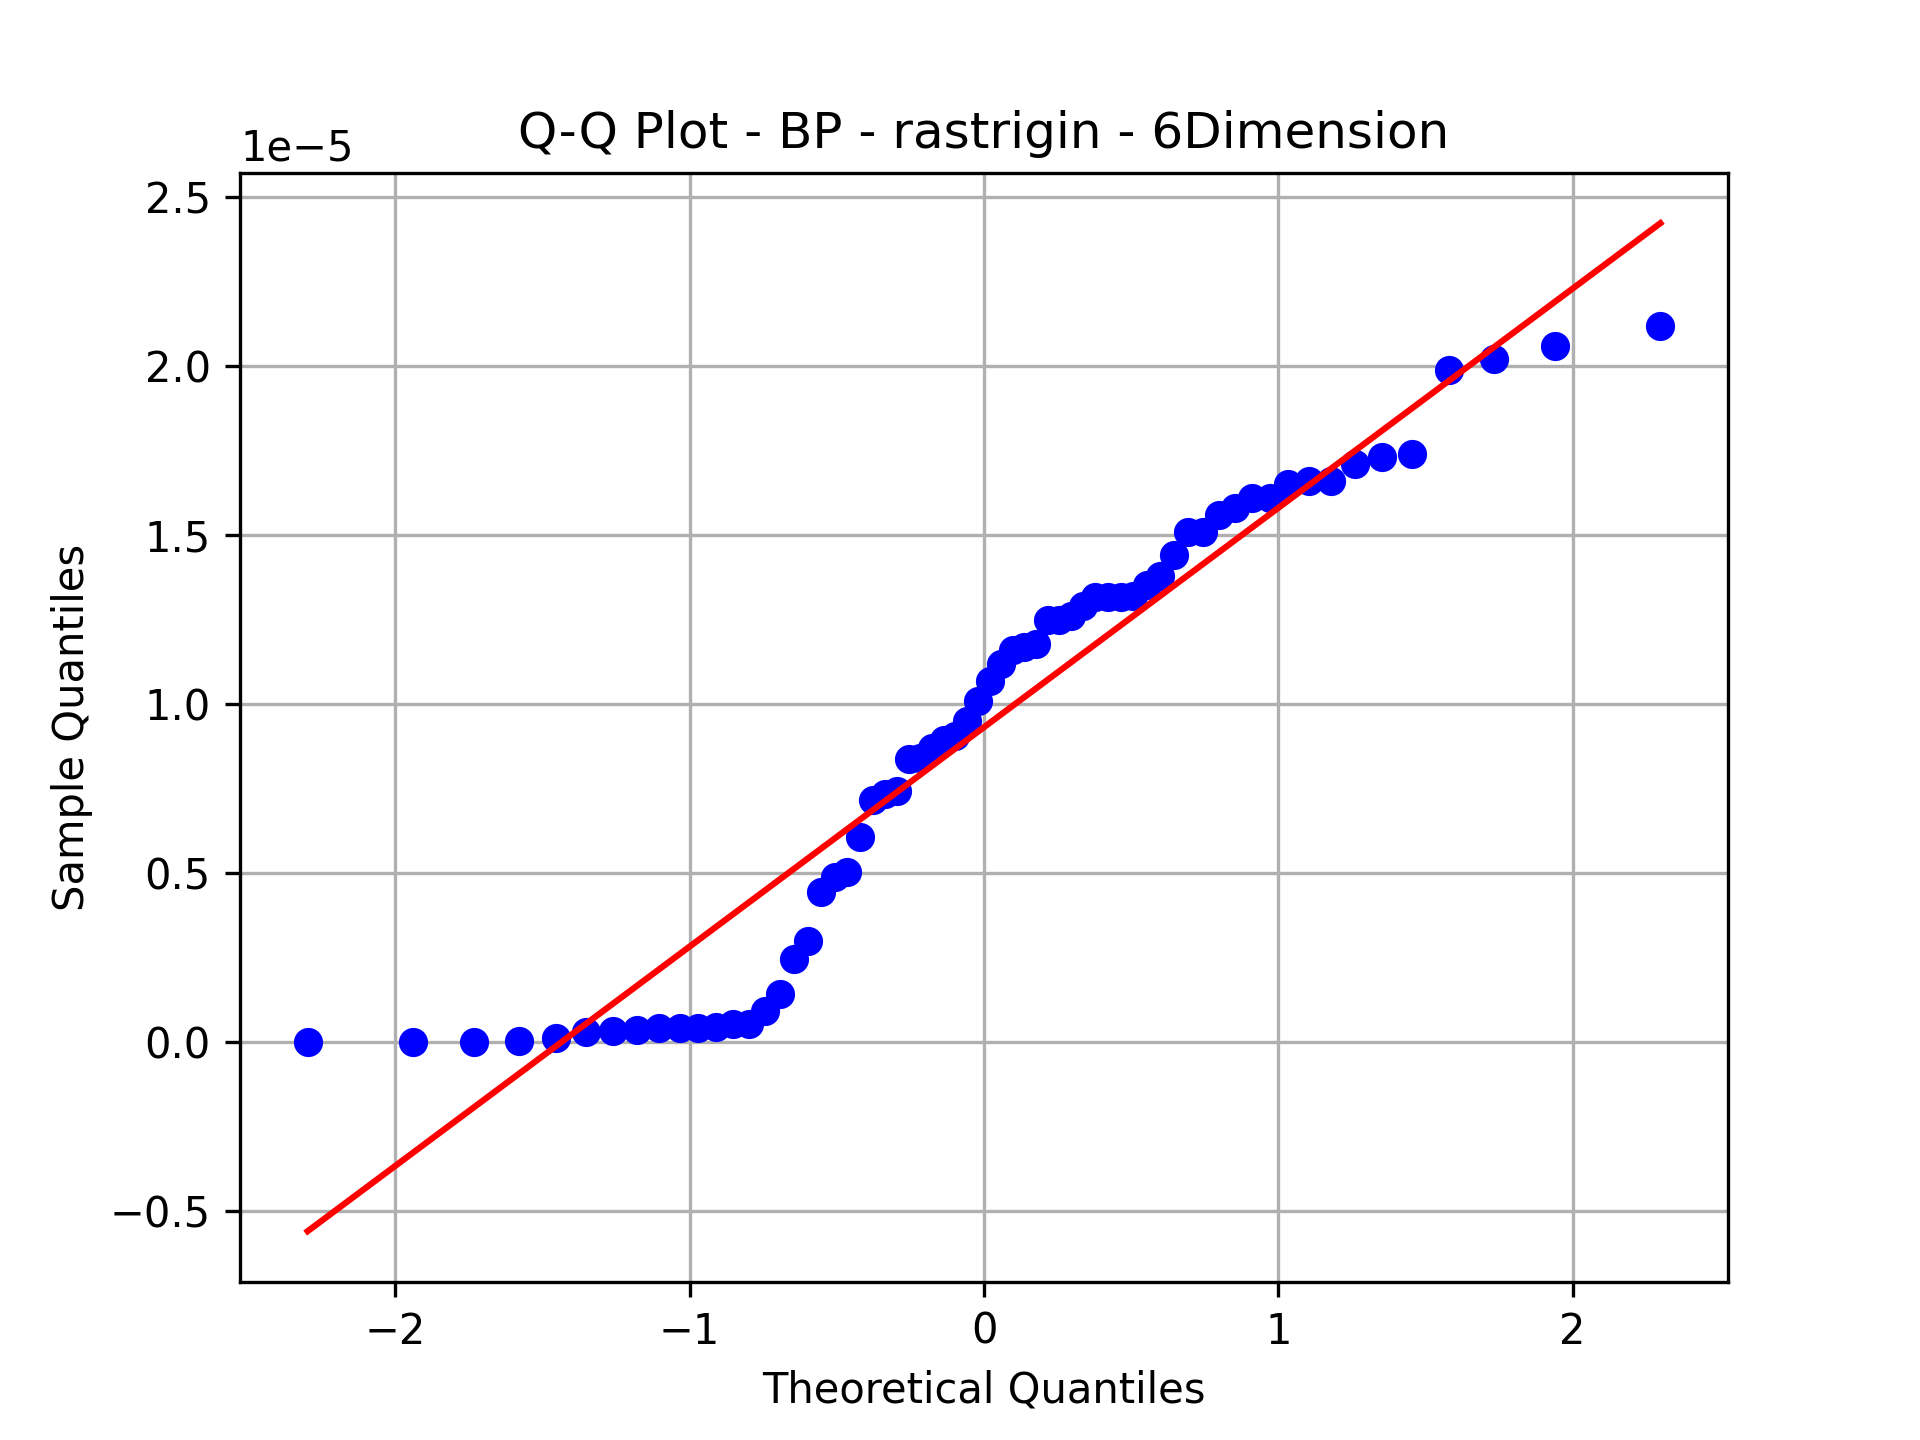 Q-Q Plot - BP - rastrigin - 6Dimension
1e−5
2.5
2.0
1.5
1.0
0.5
0.0
−0.5
Sample Quantiles
−2 −1 0 1 2
Theoretical Quantiles